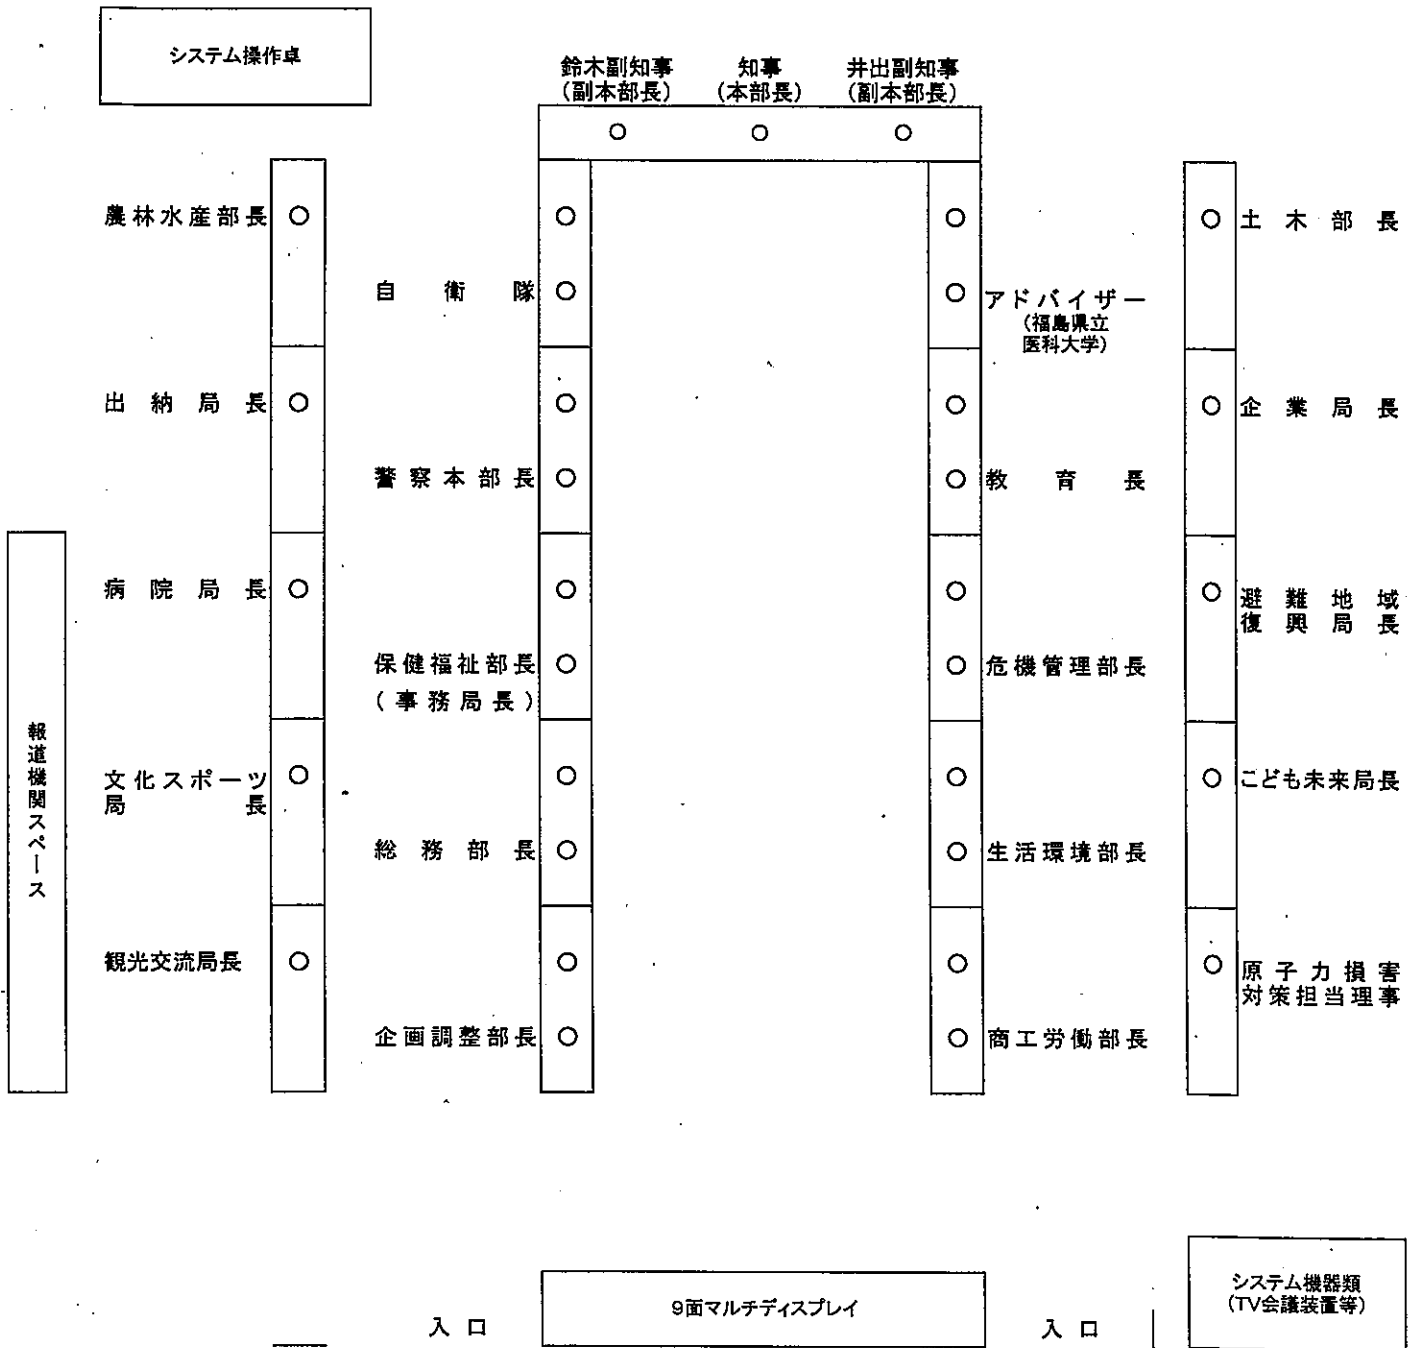 システム操作卓
鈴木副知事
(副本部長)
知事
(本部長)
井出副知事
(副本部長)
農林水産部長
自衛隊
アドバイザー
(福島県立
医科大学)
土木部長
出納局長
警察本部長
教育長
企業局長
病院局長
保健福祉部長
(事務局長)
危機管理部長
避難地域
復興局長
報道機関スペース
文化スポーツ
局長
総務部長
生活環境部長
こども未来局長
観光交流局長
企画調整部長
商工労働部長
原子力損害
対策担当理事
入口
9面マルチディスプレイ
入口
システム機器類
(TV会議装置等)